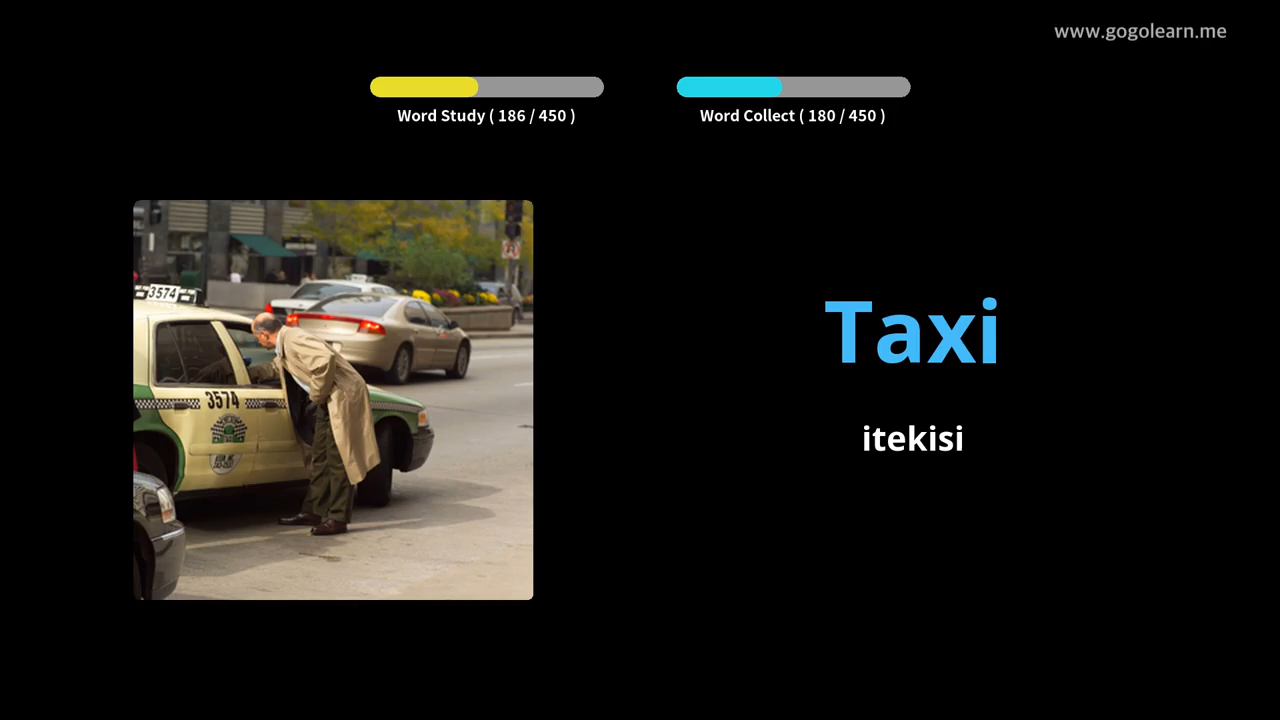 www.gogolearn.me
Word Study ( 186 / 450 )
Word Collect ( 180 / 450 )
3574
Taxi
3574
itekisi